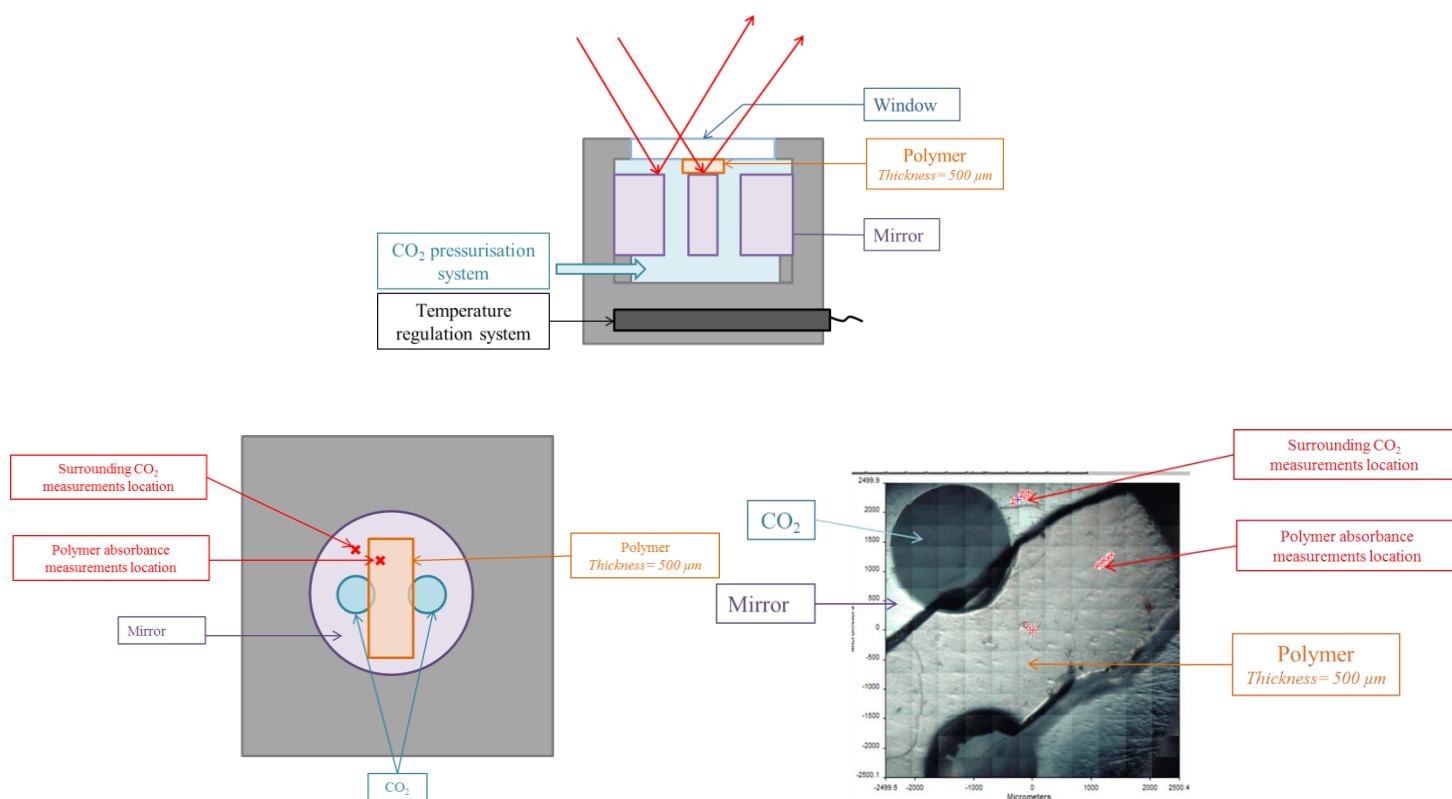 Window
Polymer
Thickness= 500 µm
Mirror
CO2 pressurisation
system
Temperature
regulation system
Surrounding CO2
measurements location
Polymer absorbance
measurements location
Polymer
Thickness= 500 µm
Mirror
CO2
Surrounding CO2
measurements location
CO2
Polymer absorbance
measurements location
Mirror
Polymer
Thickness= 500 µm
2499.9
2000
1500
1000
500
0
-500
-1000
-1500
-2000
-2500.1
-2499.6
-1000
0
1000
2500.4
Micrometers